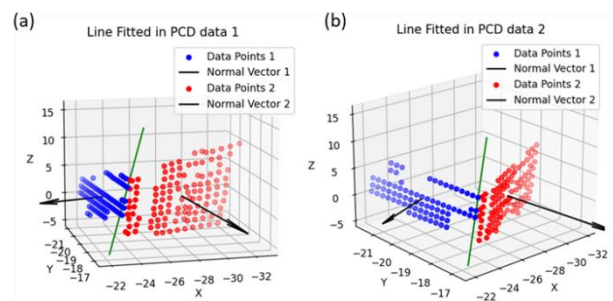 (a)
Line Fitted in PCD data 1
Data Points 1
Normal Vector 1
Data Points 2
Normal Vector 2
15
10
5
0
−5
Z
−21
−20
−19
−18
−17
Y
−22
−24
−26
−28
−30
−32
X
(b)
Line Fitted in PCD data 2
Data Points 1
Normal Vector 1
Data Points 2
Normal Vector 2
15
10
5
0
−5
Z
−21
−20
−19
−18
−17
Y
−22
−24
−26
−28
−30
−32
X